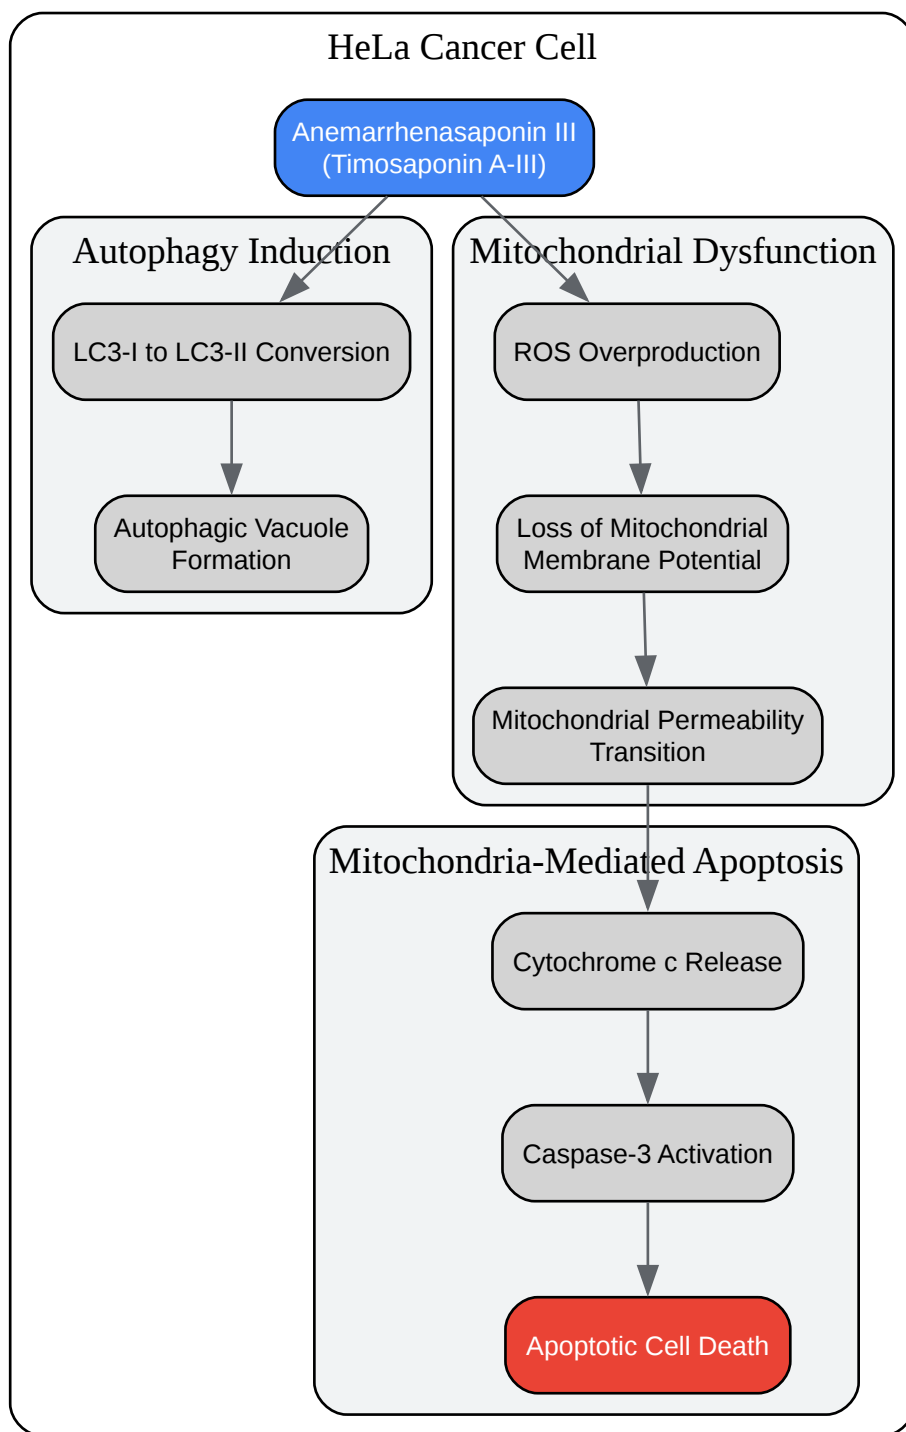 HeLa Cancer Cell
Anemarrhenasaponin III
(Timosaponin A-III)
Autophagy Induction
LC3-I to LC3-II Conversion
Autophagic Vacuole
Formation
Mitochondrial Dysfunction
ROS Overproduction
Loss of Mitochondrial
Membrane Potential
Mitochondrial Permeability
Transition
Mitochondria-Mediated Apoptosis
Cytochrome c Release
Caspase-3 Activation
Apoptotic Cell Death